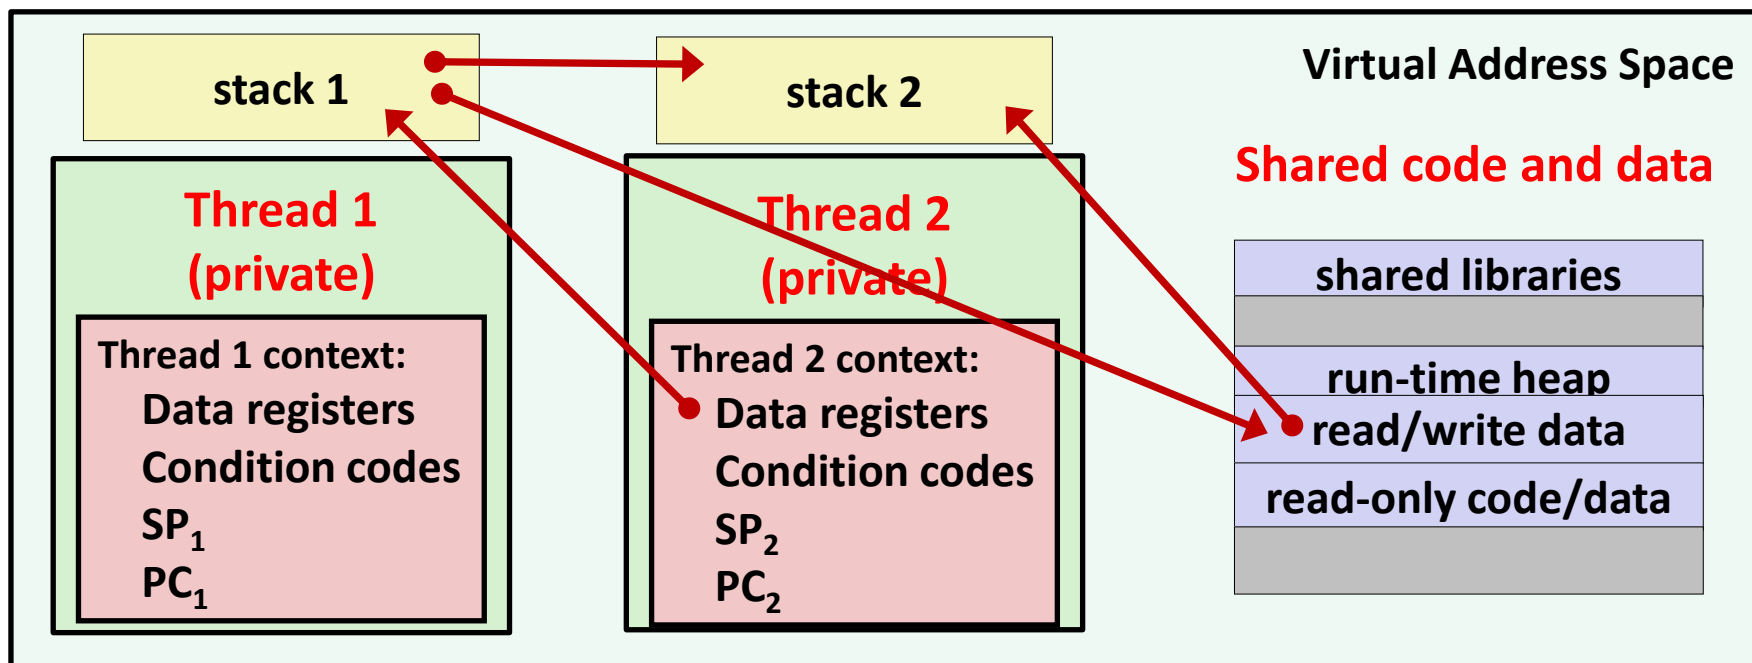 stack 1
stack 2
Virtual Address Space
Shared code and data
Thread 1
(private)
Thread 1 context:
Data registers
Condition codes
SP1
PC1
Thread 2
(private)
Thread 2 context:
Data registers
Condition codes
SP2
PC2
shared libraries
run-time heap
read/write data
read-only code/data